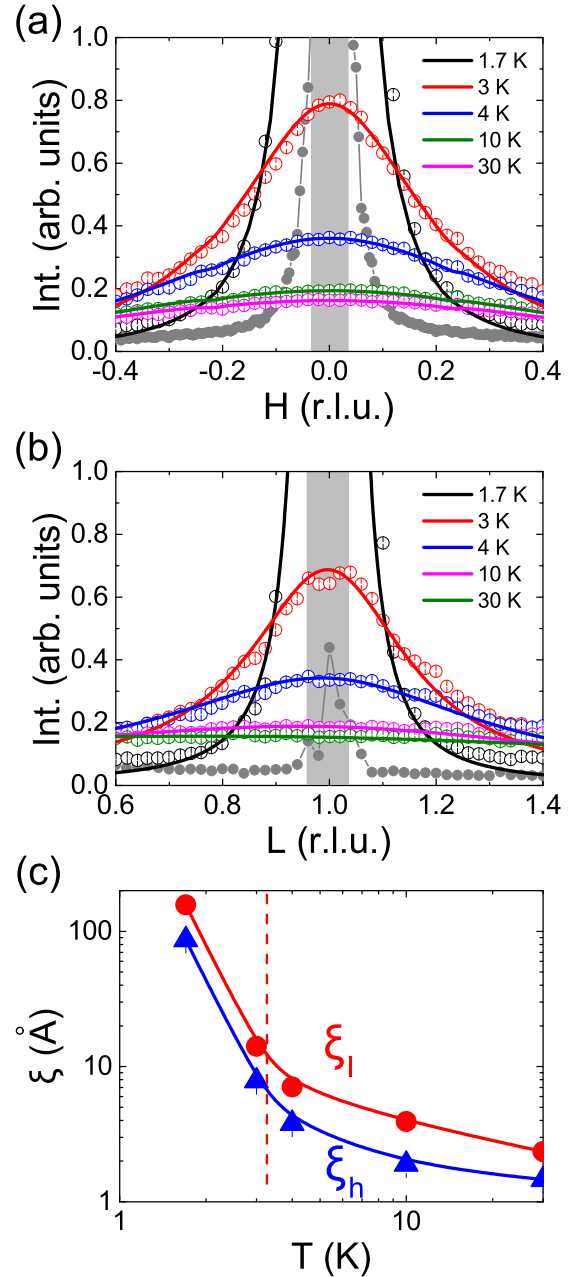 (a)
1.0
0.8
0.6
0.4
0.2
0.0
Int. (arb. units)
1.7 K
3 K
4 K
10 K
30 K
-0.4 -0.2 0.0 0.2 0.4
H (r.l.u.)
(b)
1.0
0.8
0.6
0.4
0.2
0.0
Int. (arb. units)
1.7 K
3 K
4 K
10 K
30 K
0.6 0.8 1.0 1.2 1.4
L (r.l.u.)
(c)
100
10
1
ξ (Å)
ξl
ξh
1 10
T (K)